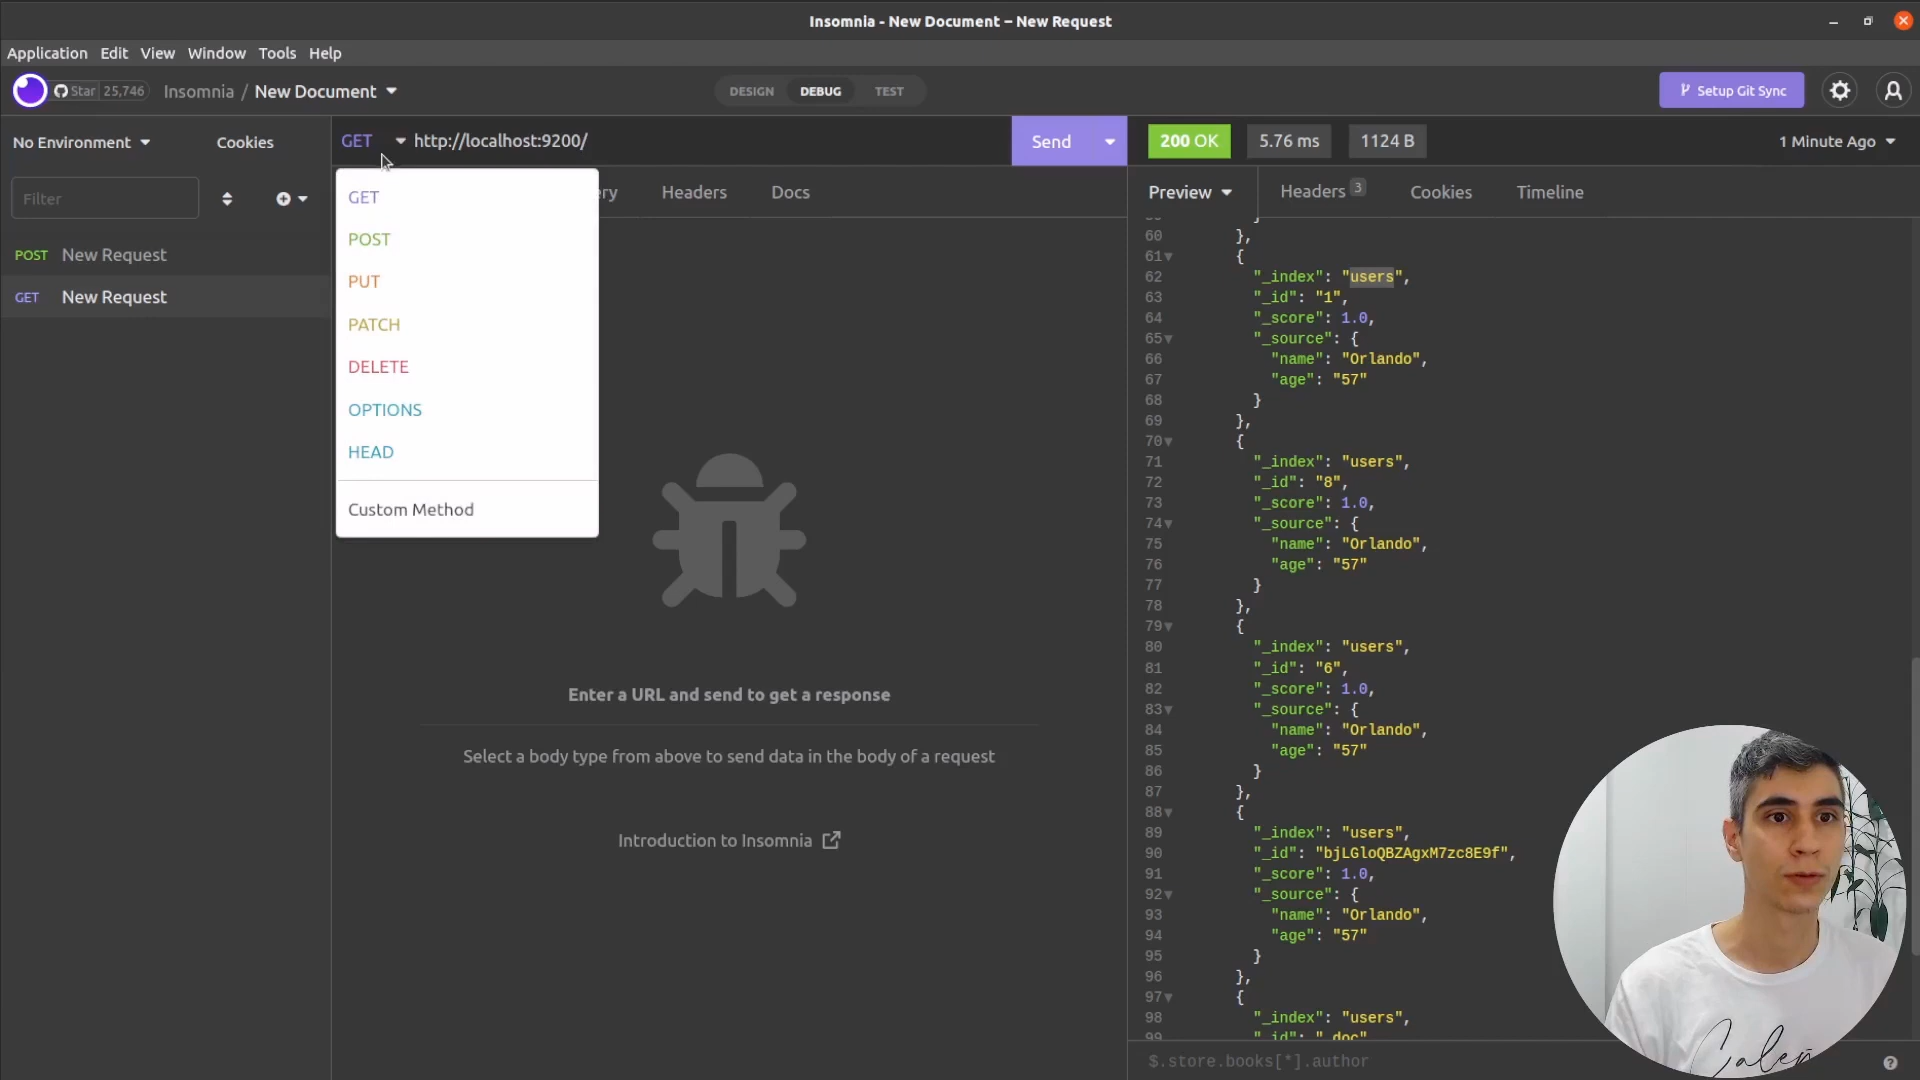 Insomnia - New Document – New Request
Application Edit View Window Tools Help
Star 25,746
Insomnia / New Document
DESIGN DEBUG TEST
Setup Git Sync
No Environment
Cookies
GET
http://localhost:9200/
Send
200 OK
5.76 ms
1124 B
1 Minute Ago
Filter
POST New Request
GET New Request
GET
POST
PUT
PATCH
DELETE
OPTIONS
HEAD
Custom Method
ry
Headers
Docs
Enter a URL and send to get a response
Select a body type from above to send data in the body of a request
Introduction to Insomnia
Preview
Headers 3
Cookies
Timeline
60 },
61 {
62 "_index": "users",
63 "_id": "1",
64 "_score": 1.0,
65 "_source": {
66 "name": "Orlando",
67 "age": "57"
68 }
69 },
70 {
71 "_index": "users",
72 "_id": "8",
73 "_score": 1.0,
74 "_source": {
75 "name": "Orlando",
76 "age": "57"
77 }
78 },
79 {
80 "_index": "users",
81 "_id": "6",
82 "_score": 1.0,
83 "_source": {
84 "name": "Orlando",
85 "age": "57"
86 }
87 },
88 {
89 "_index": "users",
90 "_id": "bjLGloQBZAgxM7zc8E9f",
91 "_score": 1.0,
92 "_source": {
93 "name": "Orlando",
94 "age": "57"
95 }
96 },
97 {
98 "_index": "users",
99 "_id": "_doc"
$.store.books[*].author